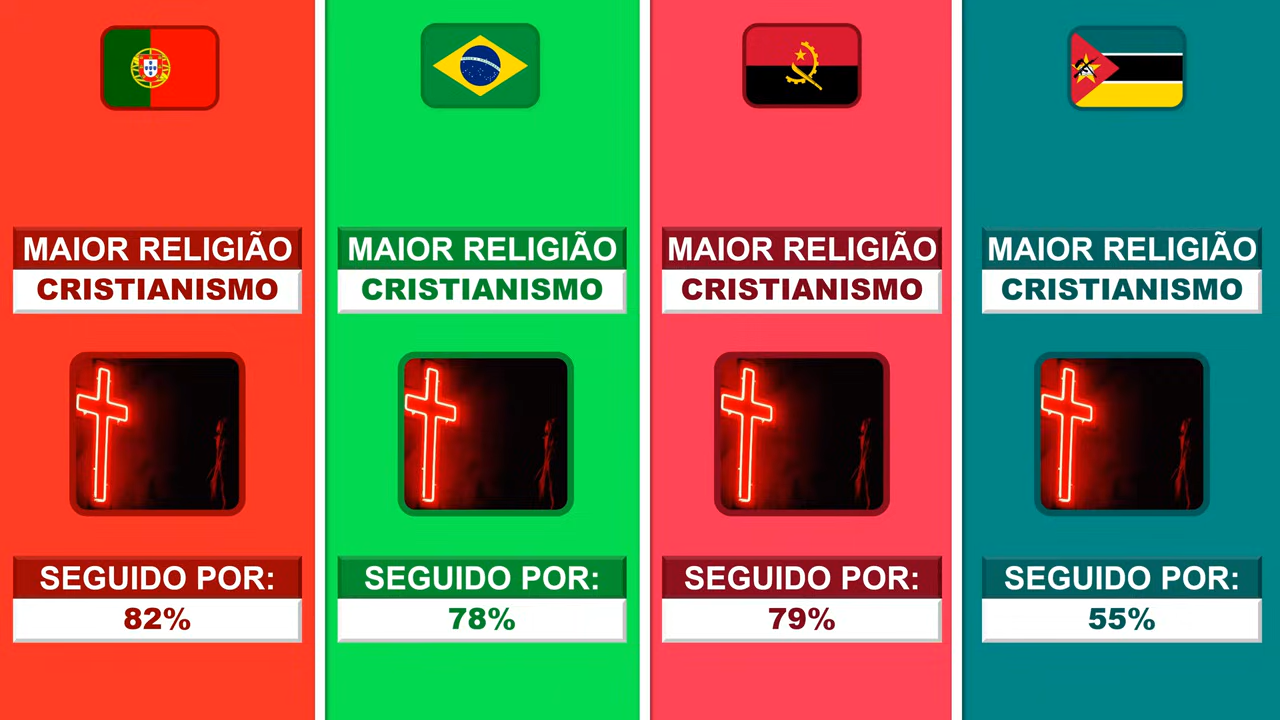 MAIOR RELIGIÃO
CRISTIANISMO
SEGUIDO POR:
82%
MAIOR RELIGIÃO
CRISTIANISMO
SEGUIDO POR:
78%
MAIOR RELIGIÃO
CRISTIANISMO
SEGUIDO POR:
79%
MAIOR RELIGIÃO
CRISTIANISMO
SEGUIDO POR:
55%